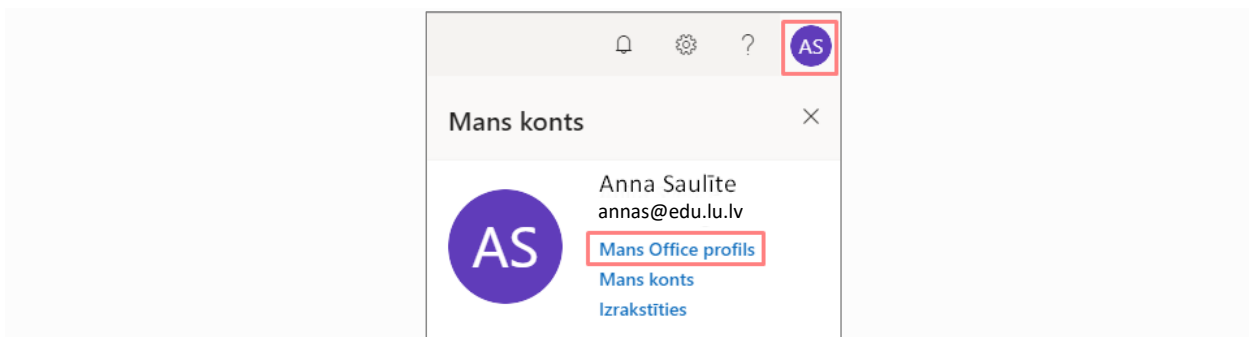 AS
Mans konts
Anna Saulīte
annas@edu.lu.lv
AS
Mans Office profils
Mans konts
Izrakstīties